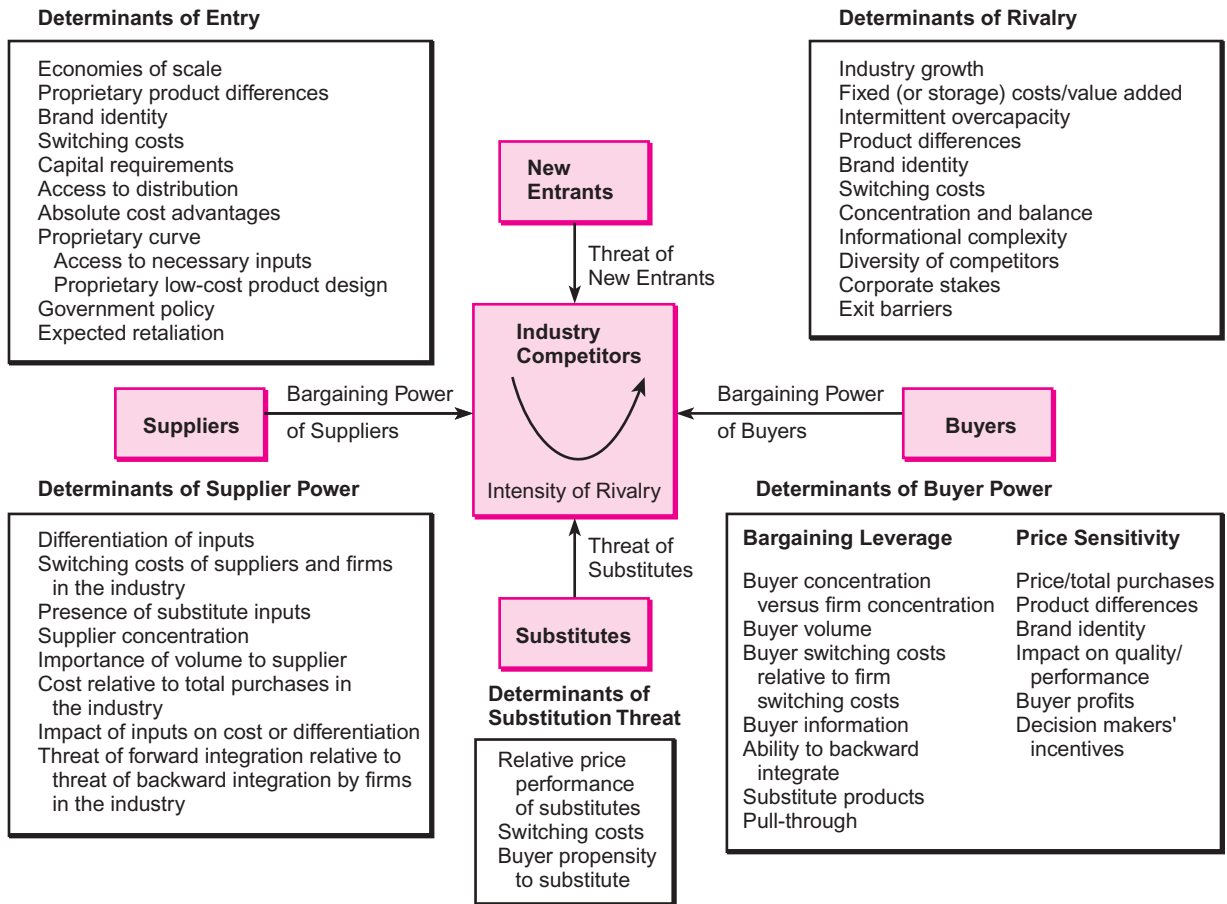 Determinants of Entry
Economies of scale
Proprietary product differences
Brand identity
Switching costs
Capital requirements
Access to distribution
Absolute cost advantages
Proprietary curve
Access to necessary inputs
Proprietary low-cost product design
Government policy
Expected retaliation
Determinants of Rivalry
Industry growth
Fixed (or storage) costs/value added
Intermittent overcapacity
Product differences
Brand identity
Switching costs
Concentration and balance
Informational complexity
Diversity of competitors
Corporate stakes
Exit barriers
New
Entrants
Threat of
New Entrants
Industry
Competitors
Intensity of Rivalry
Suppliers
Bargaining Power
of Suppliers
Bargaining Power
of Buyers
Buyers
Threat of
Substitutes
Substitutes
Determinants of Supplier Power
Differentiation of inputs
Switching costs of suppliers and firms
in the industry
Presence of substitute inputs
Supplier concentration
Importance of volume to supplier
Cost relative to total purchases in
the industry
Impact of inputs on cost or differentiation
Threat of forward integration relative to
threat of backward integration by firms
in the industry
Determinants of
Substitution Threat
Relative price
performance
of substitutes
Switching costs
Buyer propensity
to substitute
Determinants of Buyer Power
Bargaining Leverage
Buyer concentration
versus firm concentration
Buyer volume
Buyer switching costs
relative to firm
switching costs
Buyer information
Ability to backward
integrate
Substitute products
Pull-through
Price Sensitivity
Price/total purchases
Product differences
Brand identity
Impact on quality/
performance
Buyer profits
Decision makers'
incentives